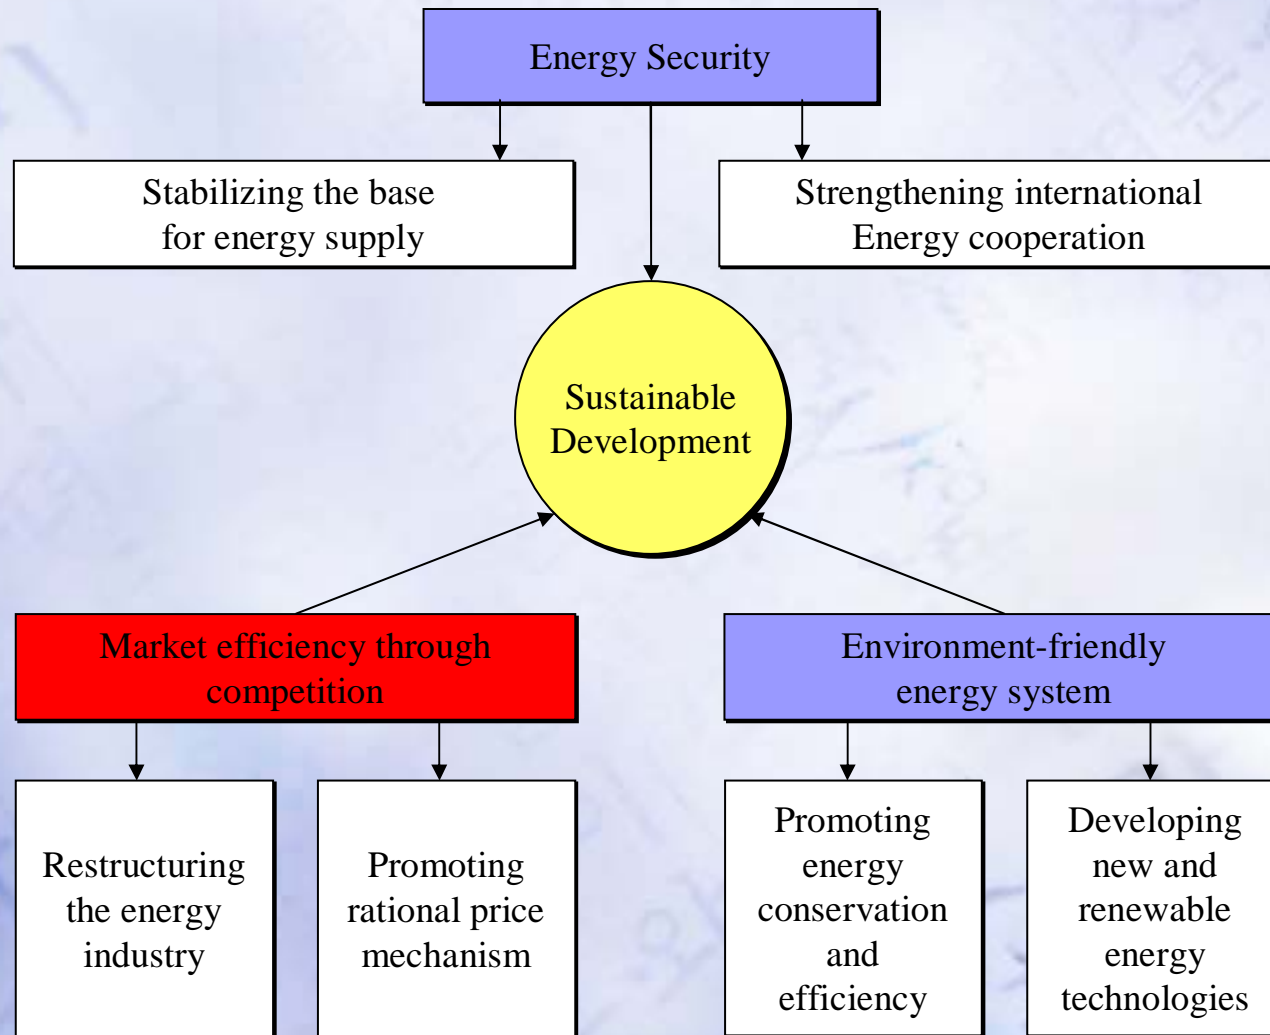 Energy Security
Stabilizing the base
for energy supply
Strengthening international
Energy cooperation
Sustainable
Development
Market efficiency through
competition
Environment-friendly
energy system
Restructuring
the energy
industry
Promoting
rational price
mechanism
Promoting
energy
conservation
and
efficiency
Developing
new and
renewable
energy
technologies